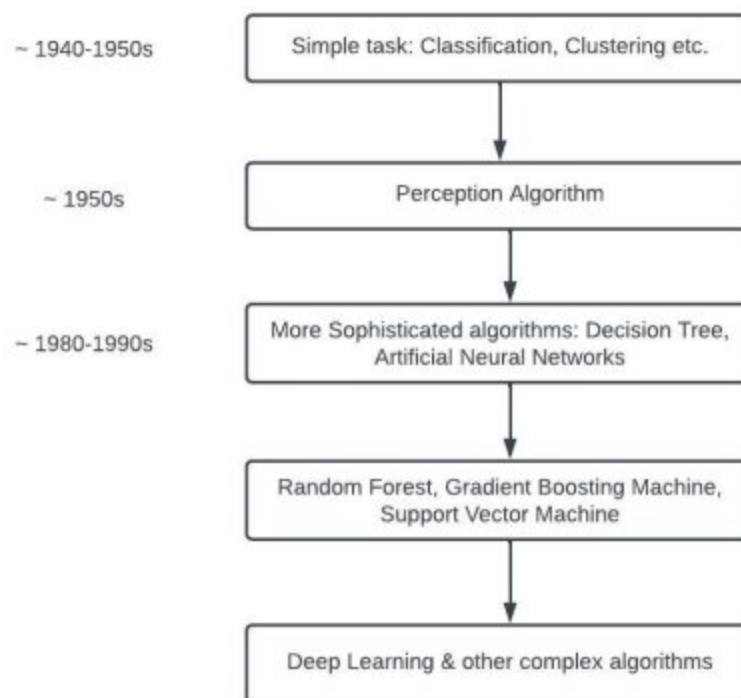 ~ 1940-1950s
Simple task: Classification, Clustering etc.
~ 1950s
Perception Algorithm
~ 1980-1990s
More Sophisticated algorithms: Decision Tree,
Artificial Neural Networks
Random Forest, Gradient Boosting Machine,
Support Vector Machine
Deep Learning & other complex algorithms